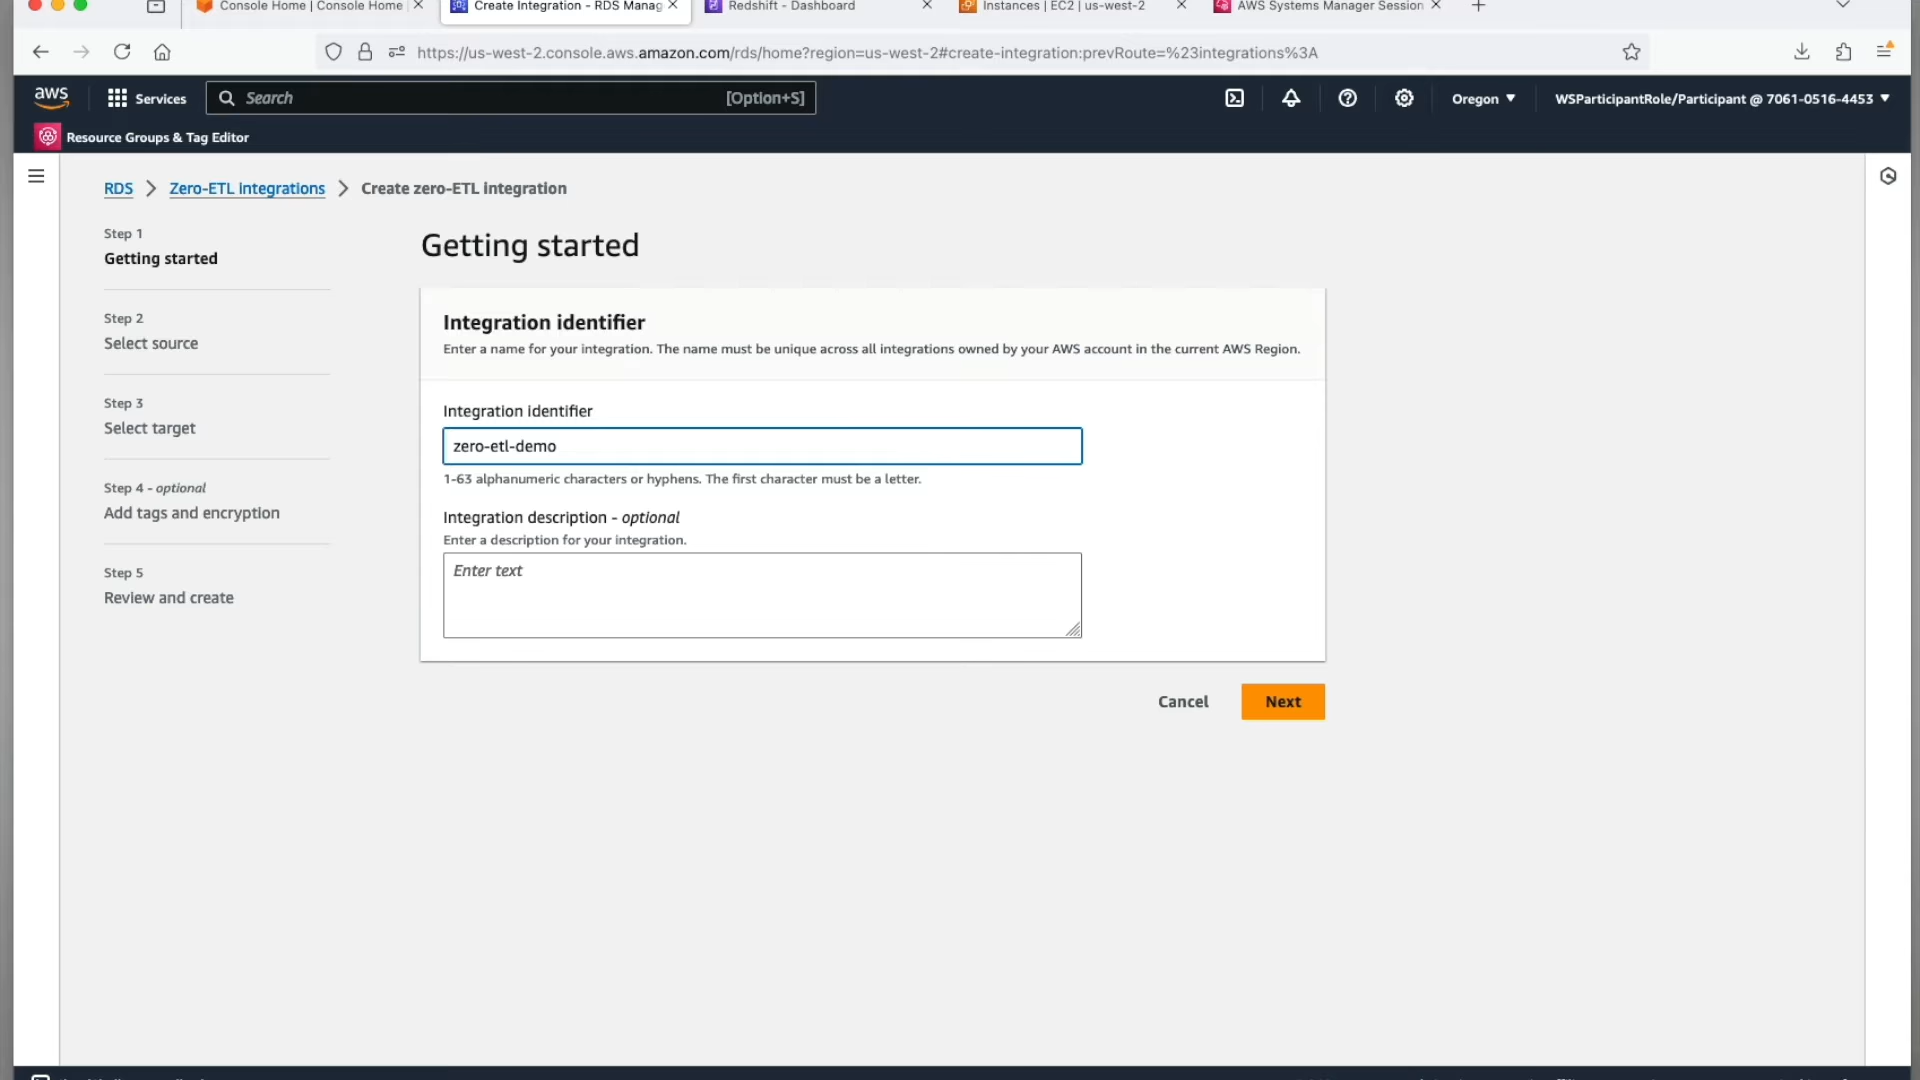 Console Home | Console Home
Create Integration - RDS Manag
Redshift - Dashboard
Instances | EC2 | us-west-2
AWS Systems Manager Session
https://us-west-2.console.aws.amazon.com/rds/home?region=us-west-2#create-integration:prevRoute=%23integrations%3A
aws
Services
Search
[Option+S]
Oregon
WSParticipantRole/Participant @ 7061-0516-4453
Resource Groups & Tag Editor
RDS
Zero-ETL integrations
Create zero-ETL integration
Step 1
Getting started
Step 2
Select source
Step 3
Select target
Step 4 - optional
Add tags and encryption
Step 5
Review and create
Getting started
Integration identifier
Enter a name for your integration. The name must be unique across all integrations owned by your AWS account in the current AWS Region.
Integration identifier
zero-etl-demo
1-63 alphanumeric characters or hyphens. The first character must be a letter.
Integration description - optional
Enter a description for your integration.
Enter text
Cancel
Next